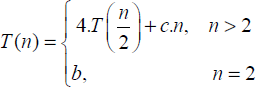 T(n) = { 4.T(n/2) + c.n, n > 2
b, n = 2